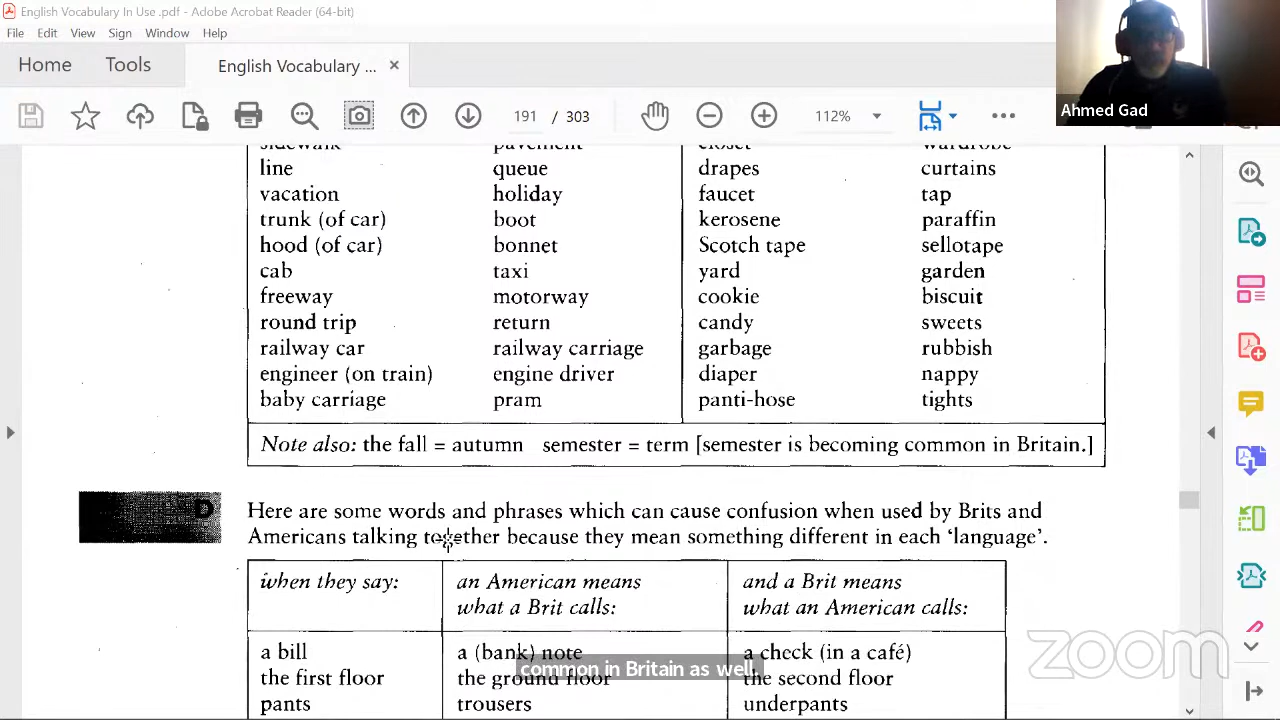 English Vocabulary In Use .pdf - Adobe Acrobat Reader (64-bit)
File Edit View Sign Window Help
Home Tools English Vocabulary ... ×
191 / 303 112%
Ahmed Gad
sidewalk pavement closet wardrobe
line queue drapes curtains
vacation holiday faucet tap
trunk (of car) boot kerosene paraffin
hood (of car) bonnet Scotch tape sellotape
cab taxi yard garden
freeway motorway cookie biscuit
round trip return candy sweets
railway car railway carriage garbage rubbish
engineer (on train) engine driver diaper nappy
baby carriage pram panti-hose tights
Note also: the fall = autumn semester = term [semester is becoming common in Britain.]
D Here are some words and phrases which can cause confusion when used by Brits and
Americans talking together because they mean something different in each ‘language’.
when they say: an American means and a Brit means
what a Brit calls: what an American calls:
a bill a (bank) note a check (in a café)
common in Britain as well.
the first floor the ground floor the second floor
pants trousers underpants
zoom